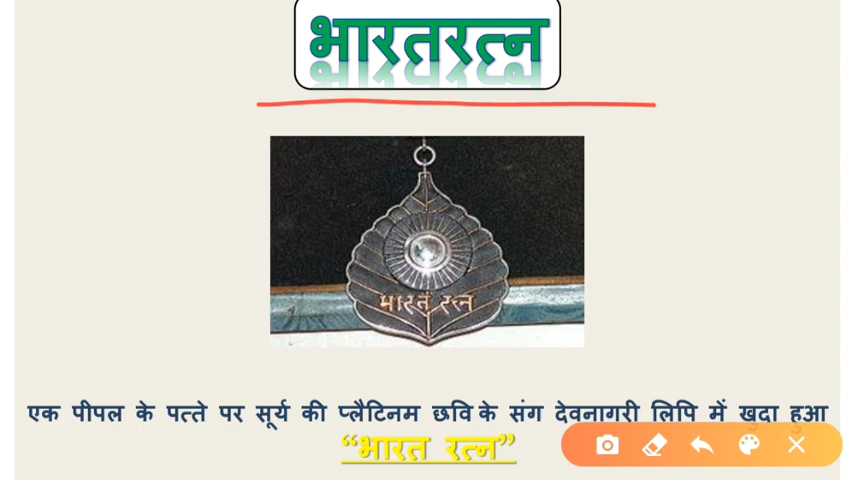 भारतरत्न
भारत रत्न
एक पीपल के पत्ते पर सूर्य की प्लैटिनम छवि के संग देवनागरी लिपि में खुदा हुआ
“भारत रत्न”